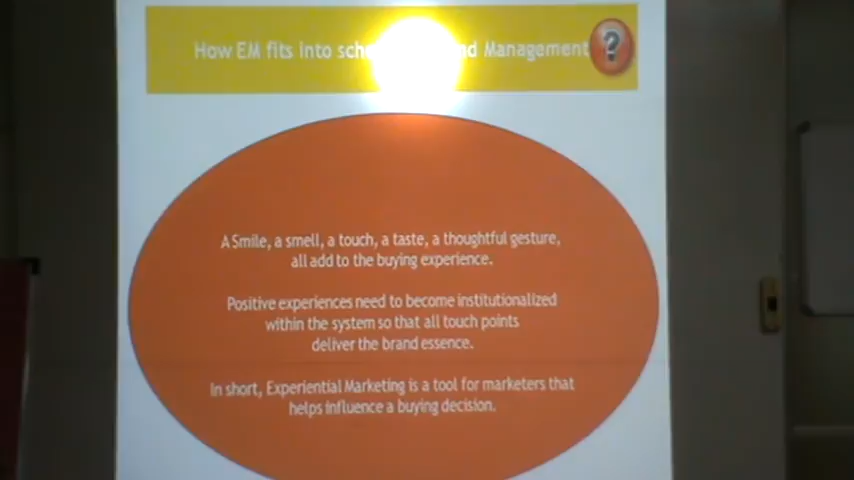 How EM fits into Management
?
A Smile, a smell, a touch, a taste, a thoughtful gesture,
all add to the buying experience.
Positive experiences need to become institutionalized
within the system so that all touch points
deliver the brand essence.
In short, Experiential Marketing is a tool for marketers that
helps influence a buying decision.